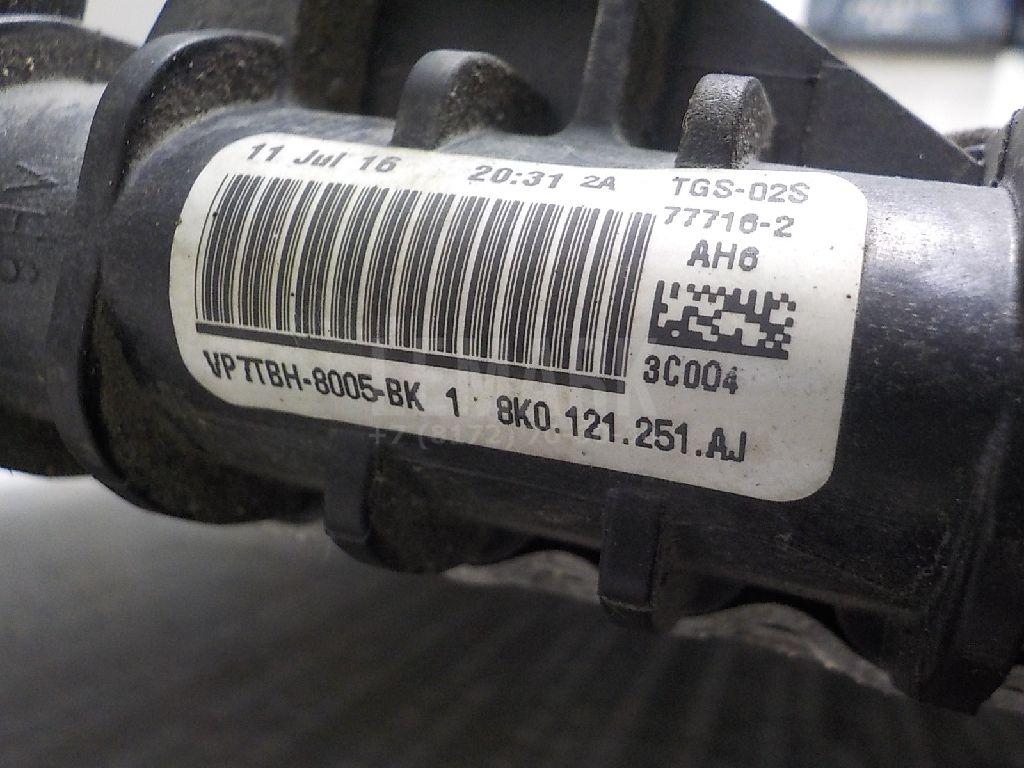 11 Jul 16 20:31 2A TGS-02S
77716-2
AH6
3C004
VP7TBH-8005-BK 1 8K0.121.251.AJ